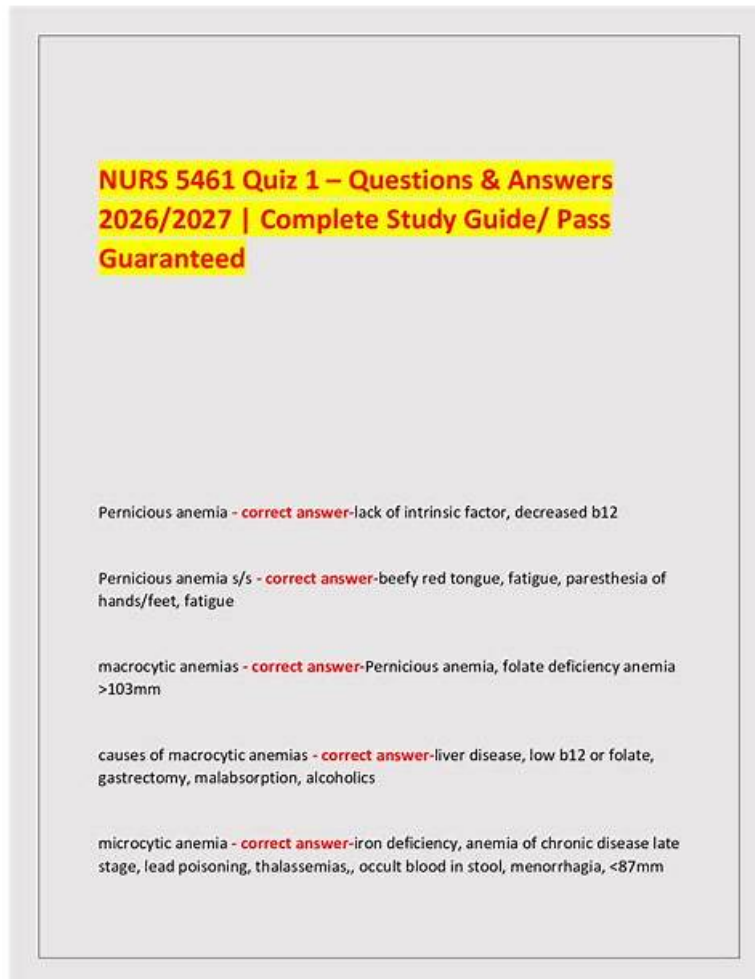 NURS 5461 Quiz 1 – Questions & Answers
2026/2027 | Complete Study Guide/ Pass
Guaranteed
Pernicious anemia - correct answer-lack of intrinsic factor, decreased b12
Pernicious anemia s/s - correct answer-beefy red tongue, fatigue, paresthesia of
hands/feet, fatigue
macrocytic anemias - correct answer-Pernicious anemia, folate deficiency anemia
>103mm
causes of macrocytic anemias - correct answer-liver disease, low b12 or folate,
gastrectomy, malabsorption, alcoholics
microcytic anemia - correct answer-iron deficiency, anemia of chronic disease late
stage, lead poisoning, thalassemias,, occult blood in stool, menorrhagia, <87mm